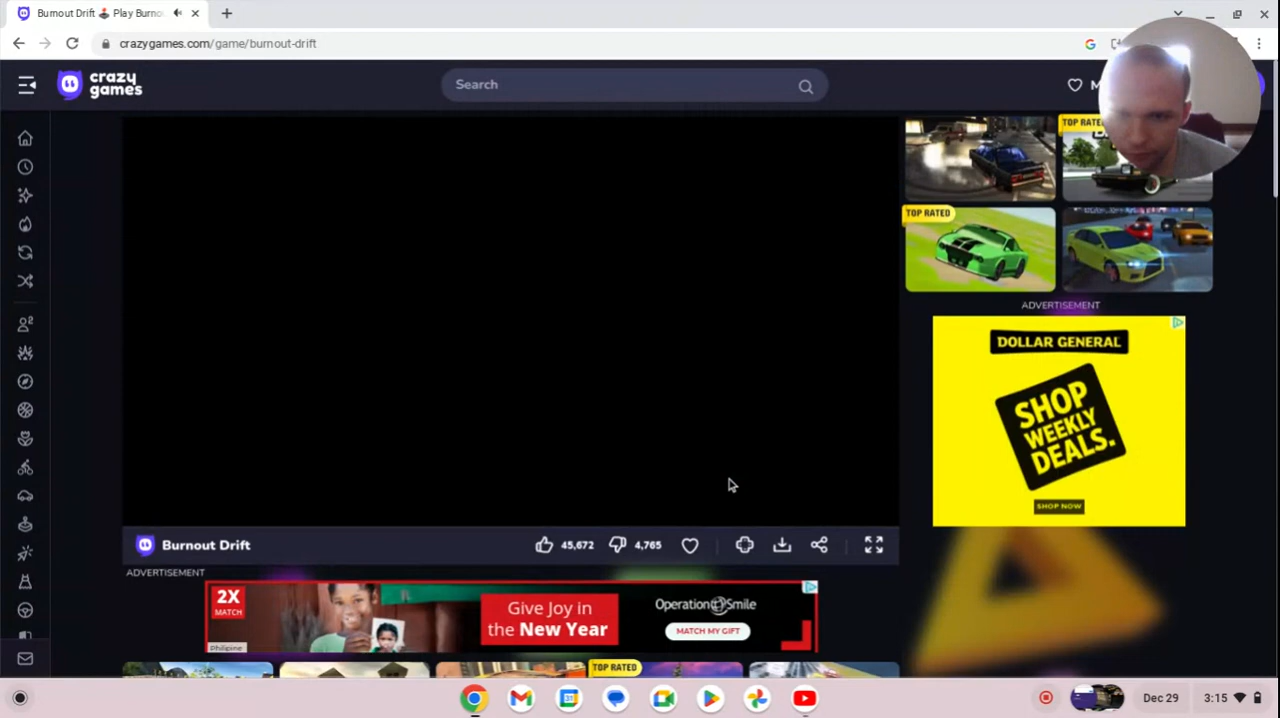 Burnout Drift 🕹️ Play Burno
crazygames.com/game/burnout-drift
crazy
games
Search
M
TOP RATED
TOP RATED
ADVERTISEMENT
DOLLAR GENERAL
SHOP
WEEKLY
DEALS.
SHOP NOW
Burnout Drift
45,672
4,765
ADVERTISEMENT
2X
MATCH
Philipine
Give Joy in
the New Year
Operation Smile
MATCH MY GIFT
TOP RATED
Dec 29
3:15